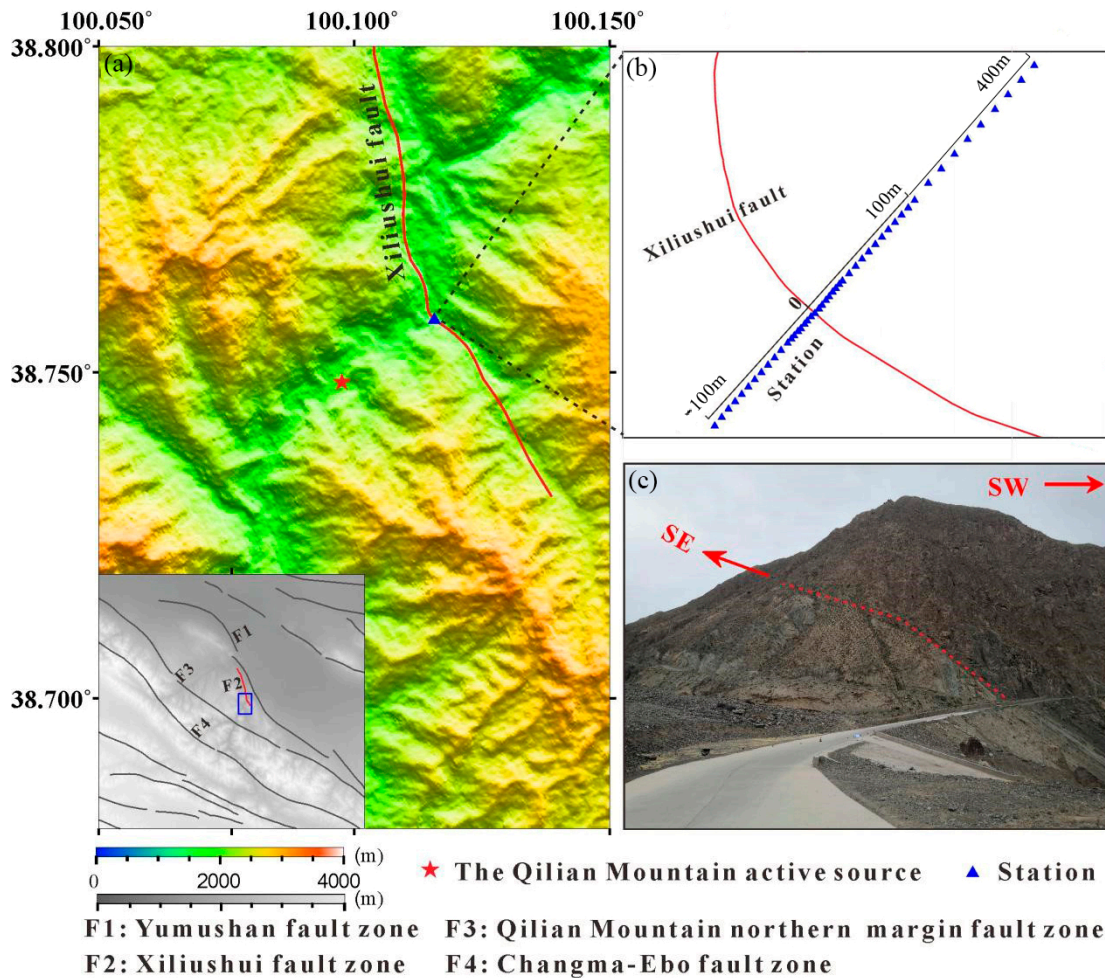 100.050° 100.100° 100.150°
38.800°
(a)
Xiliushui fault
38.750°
38.700°
F1
F3
F2
F4
(b)
400m
100m
Xiliushui fault
0
Station
-100m
(c)
SW
SE
(m)
0 2000 4000
(m)
The Qilian Mountain active source Station
F1: Yumushan fault zone F3: Qilian Mountain northern margin fault zone
F2: Xiliushui fault zone F4: Changma-Ebo fault zone